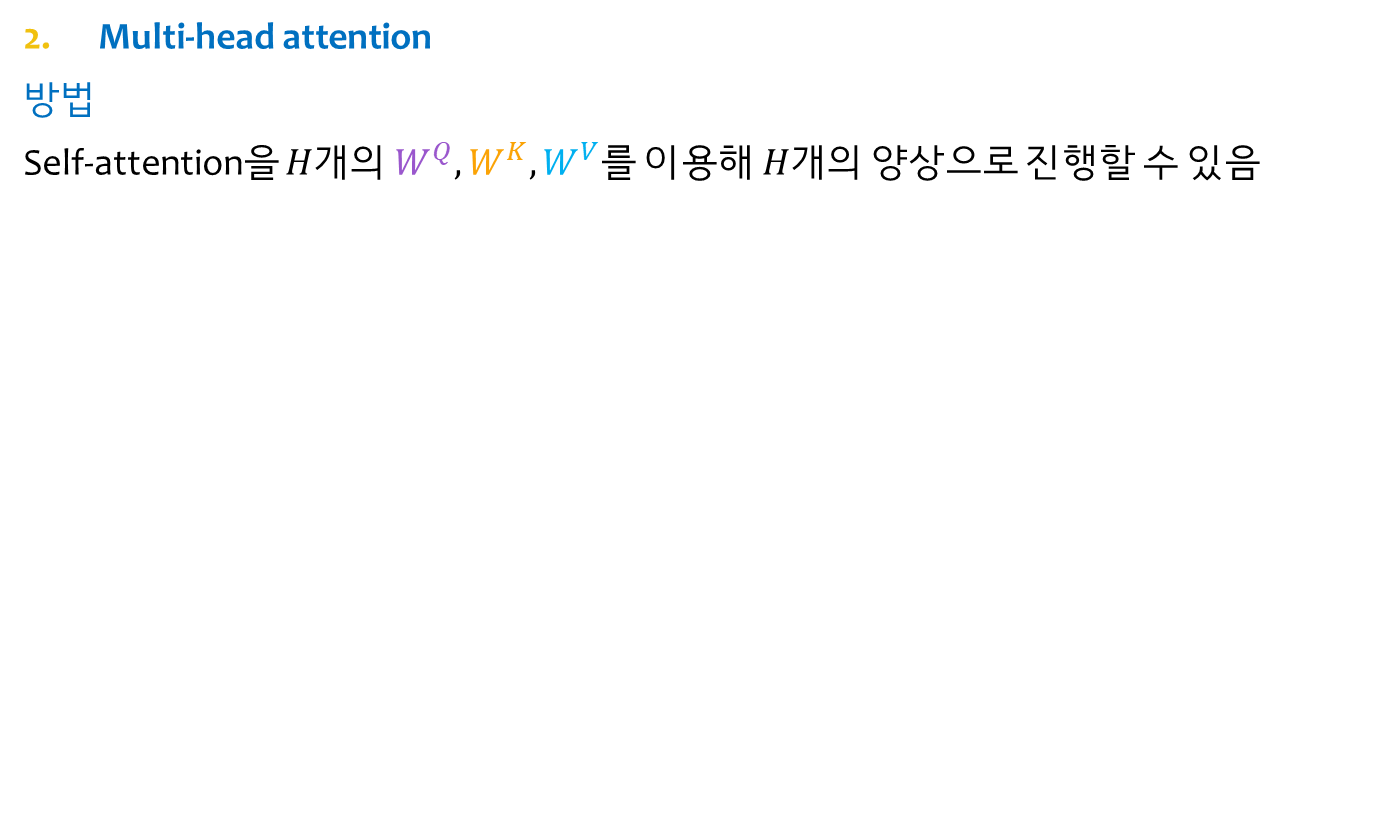 2. Multi-head attention
방법
Self-attention을 H개의 W^Q, W^K, W^V를 이용해 H개의 양상으로 진행할 수 있음